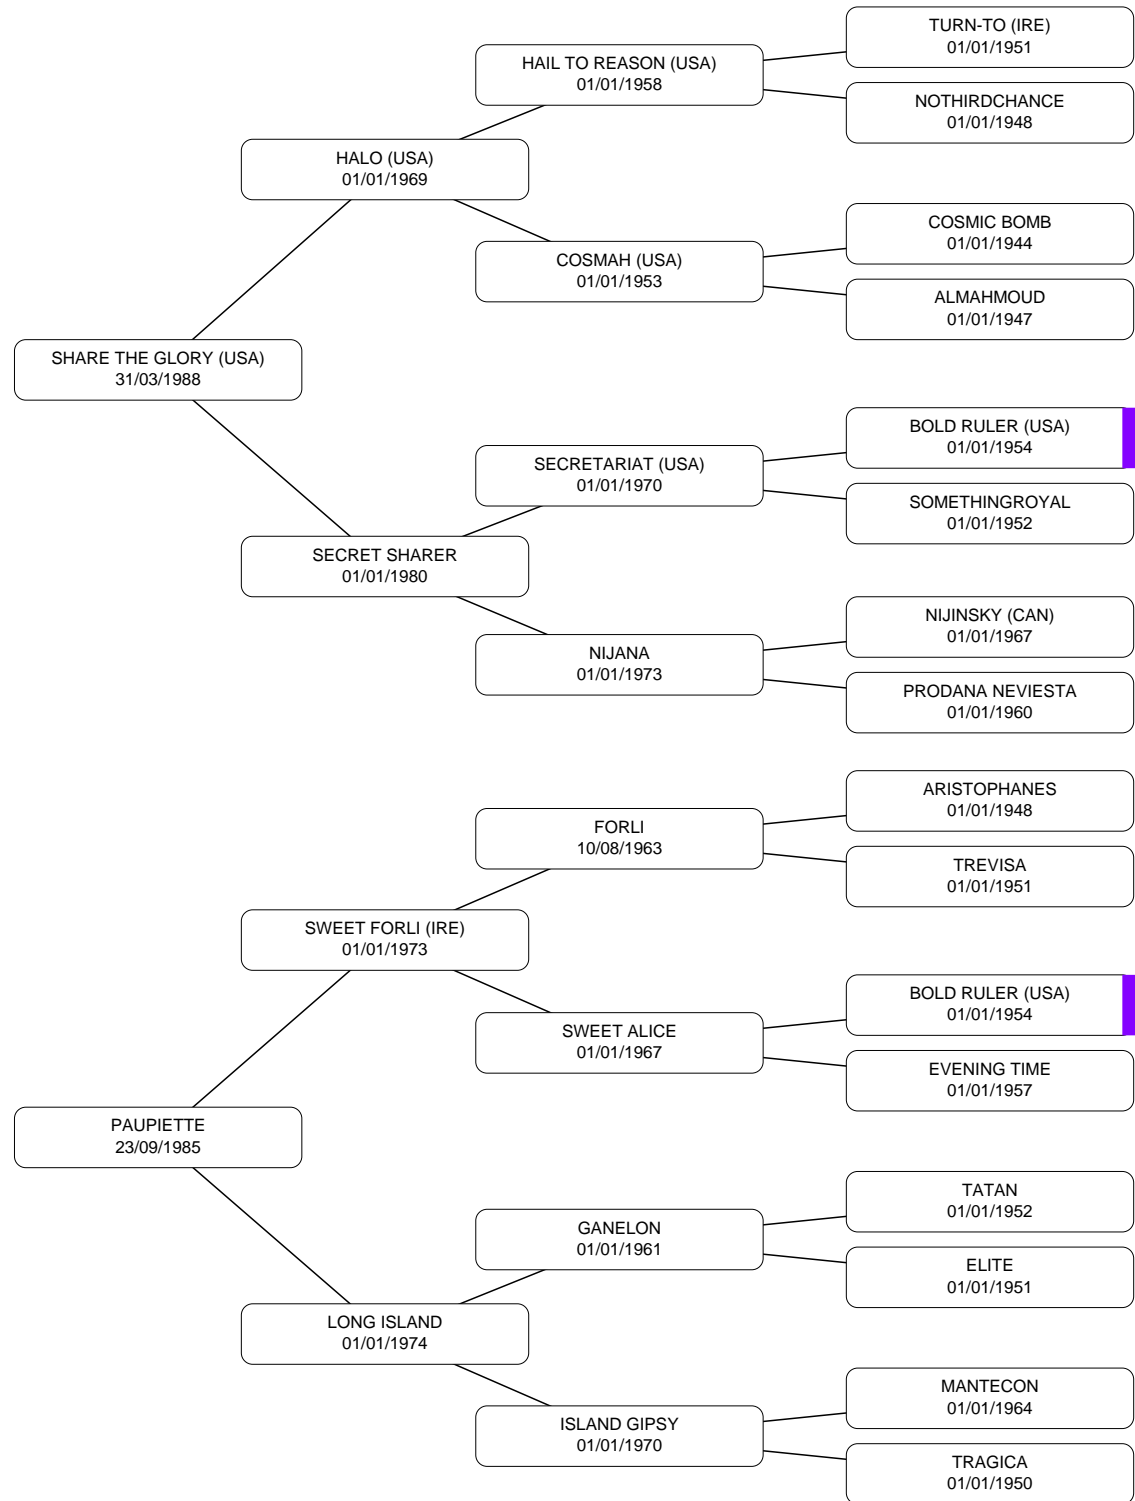 TURN-TO (IRE)
01/01/1951
HAIL TO REASON (USA)
01/01/1958
NOTHIRDCHANCE
01/01/1948
HALO (USA)
01/01/1969
COSMIC BOMB
01/01/1944
COSMAH (USA)
01/01/1953
ALMAHMOUD
01/01/1947
SHARE THE GLORY (USA)
31/03/1988
BOLD RULER (USA)
01/01/1954
SECRETARIAT (USA)
01/01/1970
SOMETHINGROYAL
01/01/1952
SECRET SHARER
01/01/1980
NIJINSKY (CAN)
01/01/1967
NIJANA
01/01/1973
PRODANA NEVIESTA
01/01/1960
ARISTOPHANES
01/01/1948
FORLI
10/08/1963
TREVISA
01/01/1951
SWEET FORLI (IRE)
01/01/1973
BOLD RULER (USA)
01/01/1954
SWEET ALICE
01/01/1967
EVENING TIME
01/01/1957
PAUPIETTE
23/09/1985
TATAN
01/01/1952
GANELON
01/01/1961
ELITE
01/01/1951
LONG ISLAND
01/01/1974
MANTECON
01/01/1964
ISLAND GIPSY
01/01/1970
TRAGICA
01/01/1950